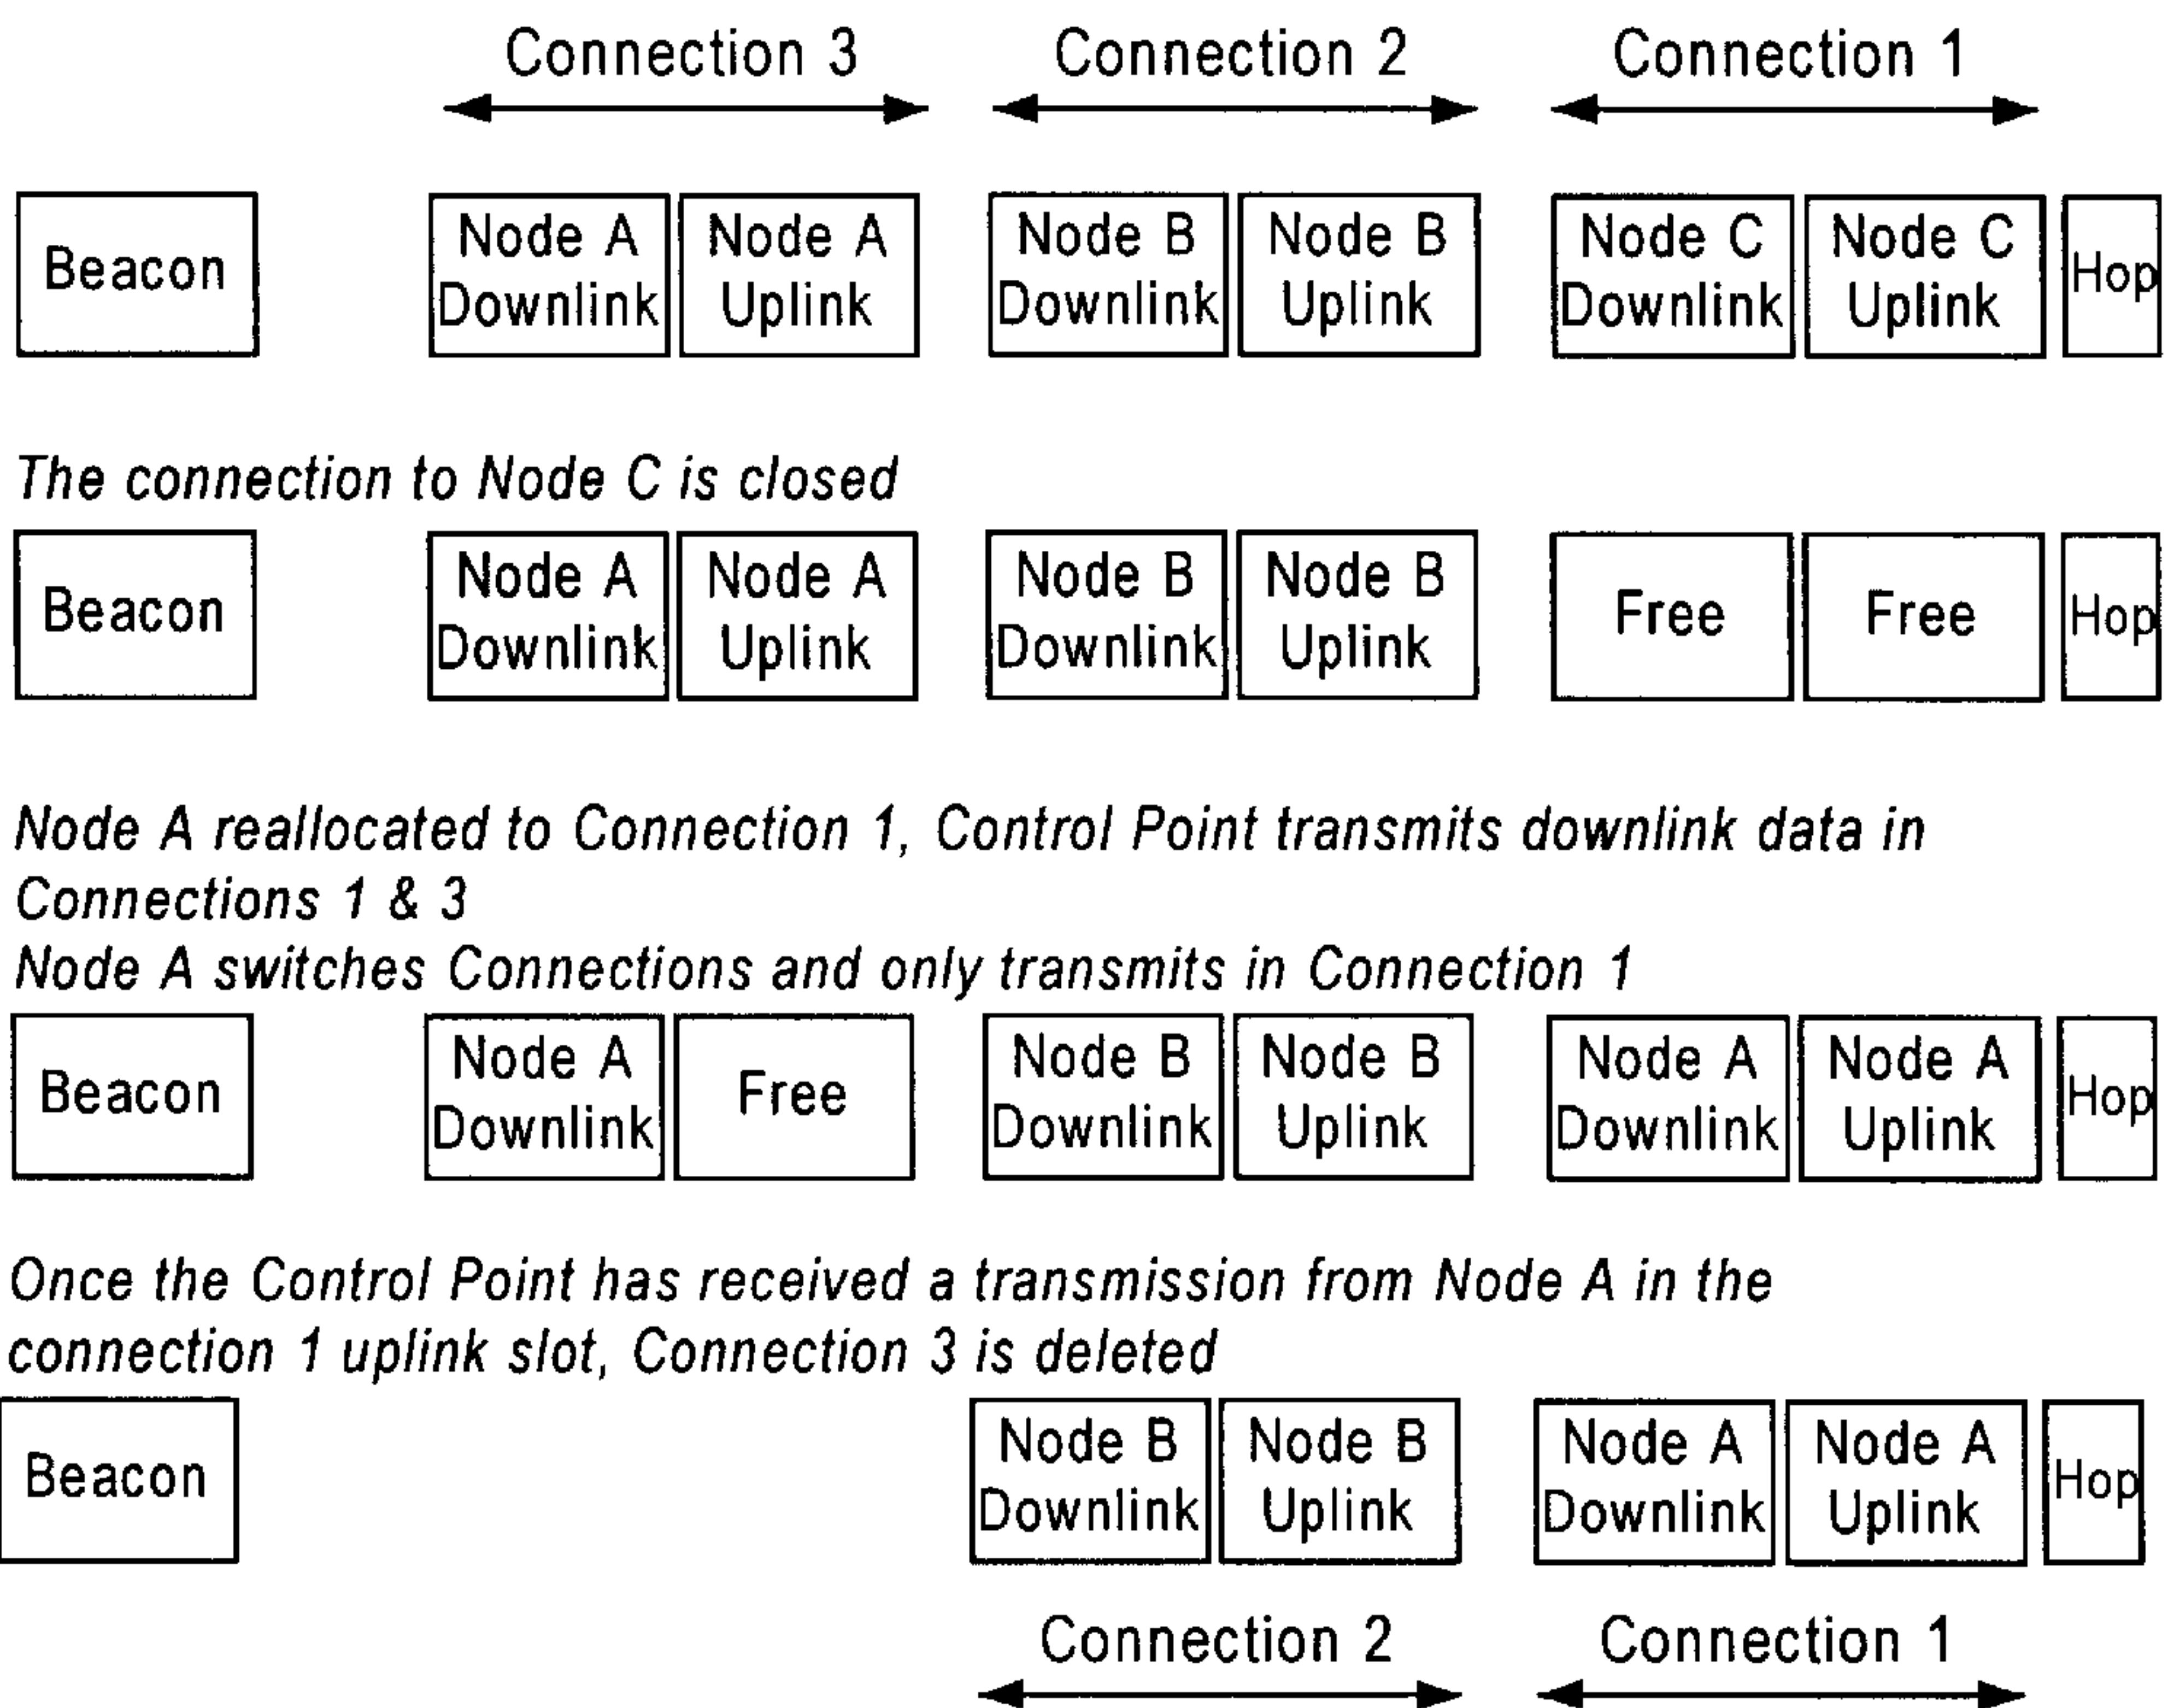 Connection 3 Connection 2 Connection 1
Beacon Node A Downlink Node A Uplink Node B Downlink Node B Uplink Node C Downlink Node C Uplink Hop
The connection to Node C is closed
Beacon Node A Downlink Node A Uplink Node B Downlink Node B Uplink Free Free Hop
Node A reallocated to Connection 1, Control Point transmits downlink data in
Connections 1 & 3
Node A switches Connections and only transmits in Connection 1
Beacon Node A Downlink Free Node B Downlink Node B Uplink Node A Downlink Node A Uplink Hop
Once the Control Point has received a transmission from Node A in the
connection 1 uplink slot, Connection 3 is deleted
Beacon Node B Downlink Node B Uplink Node A Downlink Node A Uplink Hop
Connection 2 Connection 1